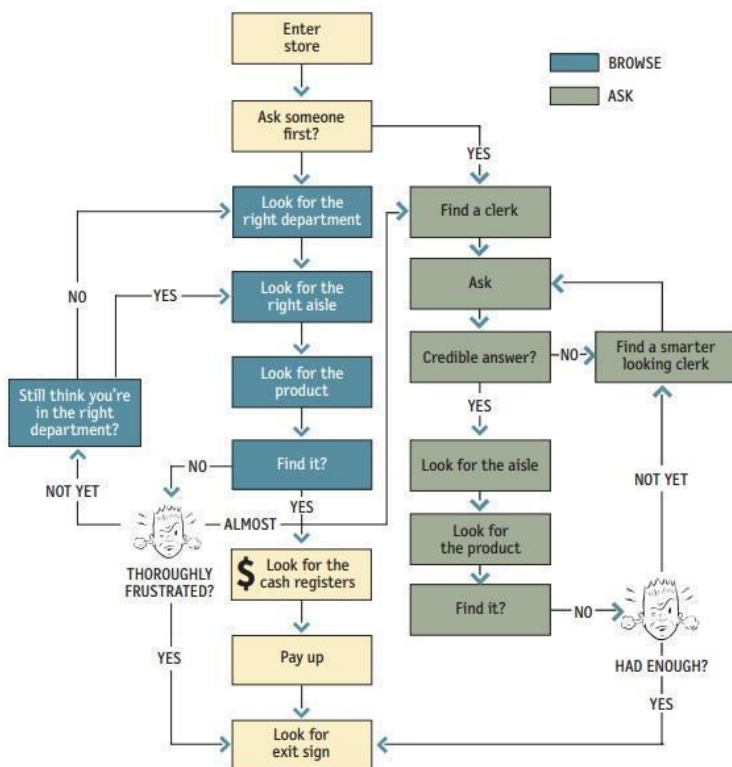 Enter
store
BROWSE
ASK
Ask someone
first?
YES
Look for the
right department
Find a clerk
NO
YES
Look for the
right aisle
Ask
Look for the
product
Credible answer?
NO
Find a smarter
looking clerk
Still think you're
in the right
department?
YES
NO
Find it?
Look for the aisle
NOT YET
YES
NOT YET
ALMOST
Look for
the product
THOROUGHLY
FRUSTRATED?
$ Look for the
cash registers
Find it?
NO
YES
Pay up
HAD ENOUGH?
YES
Look for
exit sign